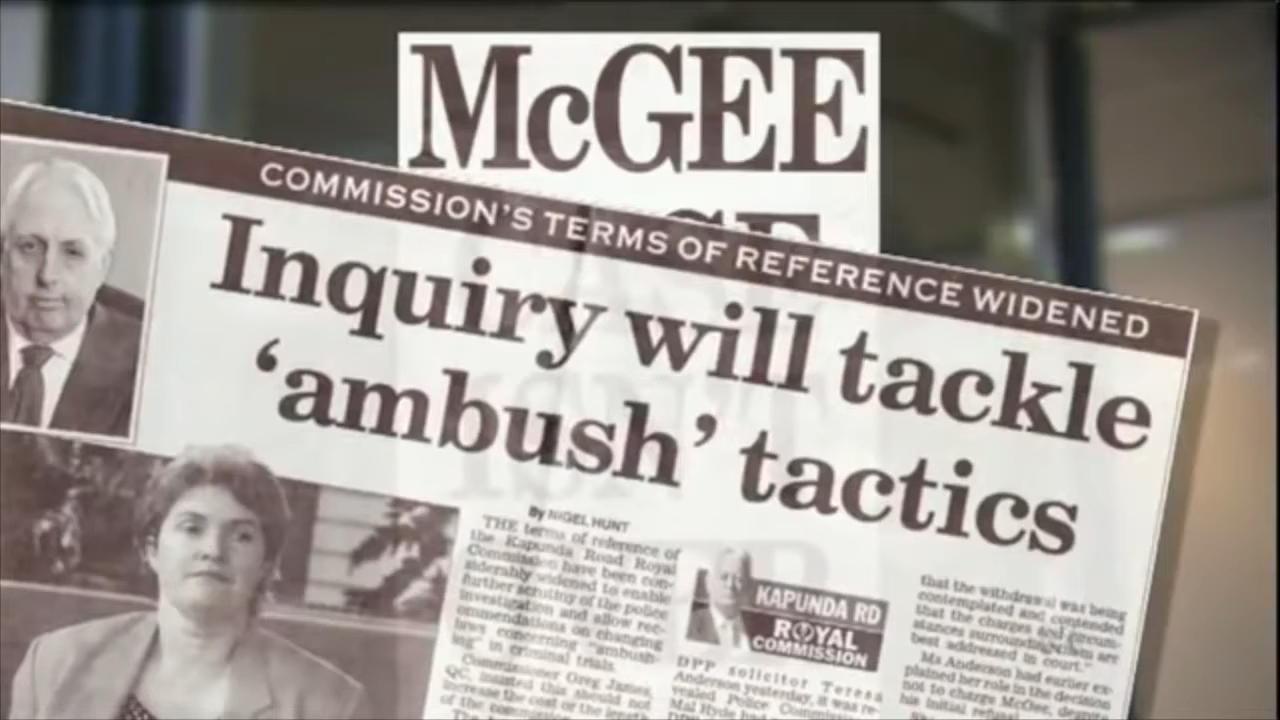 McGEE
COMMISSION'S TERMS OF REFERENCE WIDENED
Inquiry will tackle
‘ambush’ tactics
By NIGEL HUNT
THE terms of reference of
the Kapunda Road Royal
Commission have been con-
siderably widened to enable
further scrutiny of the police
investigation and allow rec-
ommendations on changing
laws concerning "ambush-
ing" in criminal trials.
Commissioner Greg James,
QC, insisted this should not
increase the cost or the length
of the commission
KAPUNDA RD
ROYAL
COMMISSION
DPP solicitor Teresa
Anderson yesterday, it was re-
vealed Police Commiss
Mal Hyde had
that the withdrawal was being
contemplated and contended
that the charges and circum-
stances surrounding them are
best addressed in court."
Ms Anderson had earlier ex-
plained her role in the decision
not to charge McGee, despite
his initial refusal